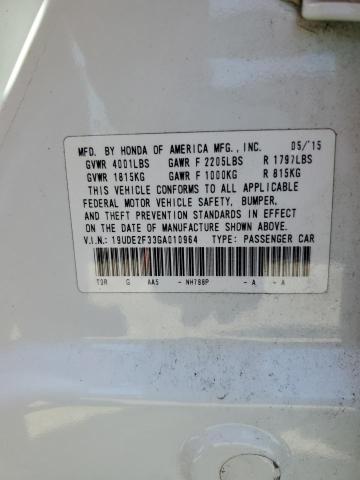 MFD. BY HONDA OF AMERICA MFG., INC. 05/'15
GVWR 4001LBS GAWR F 2205LBS R 1797LBS
GVWR 1815KG GAWR F 1000KG R 815KG
THIS VEHICLE CONFORMS TO ALL APPLICABLE
FEDERAL MOTOR VEHICLE SAFETY, BUMPER,
AND THEFT PREVENTION STANDARDS IN EFFECT
ON THE DATE OF MANUFACTURE SHOWN ABOVE.
V.I.N.: 19UDE2F33GA010964 TYPE: PASSENGER CAR
TDR G AA5 - NH788P - A - A